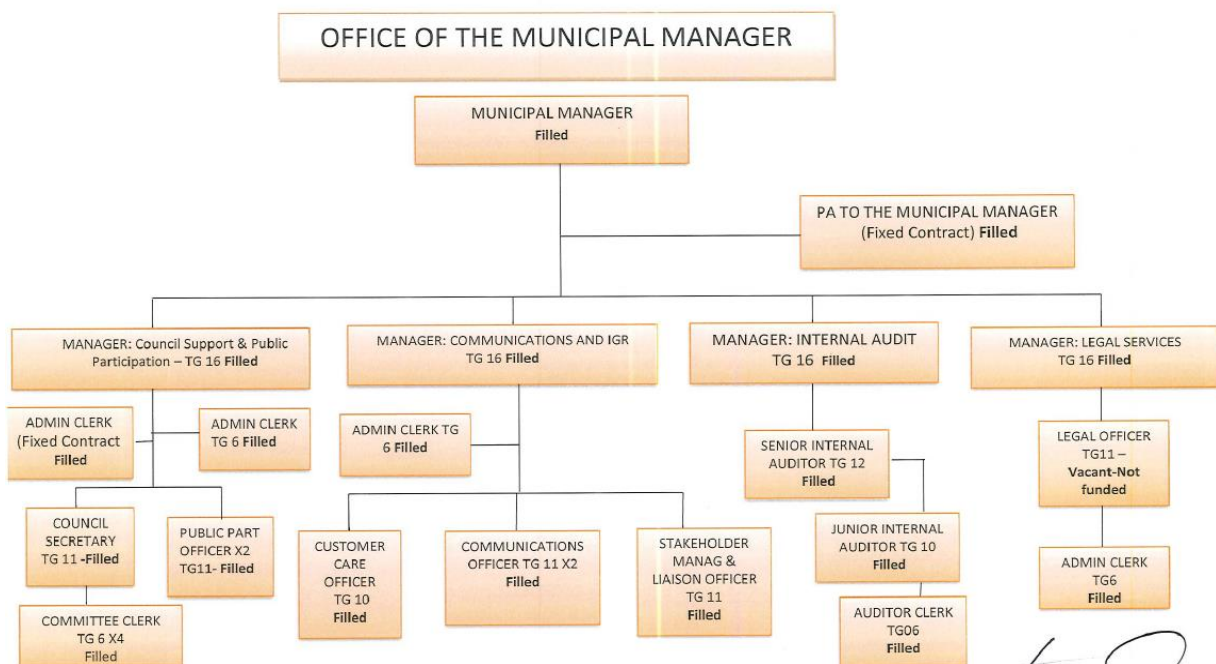 OFFICE OF THE MUNICIPAL MANAGER
MUNICIPAL MANAGER
Filled
PA TO THE MUNICIPAL MANAGER
(Fixed Contract) Filled
MANAGER: Council Support & Public
Participation – TG 16 Filled
MANAGER: COMMUNICATIONS AND IGR
TG 16 Filled
MANAGER: INTERNAL AUDIT
TG 16 Filled
MANAGER: LEGAL SERVICES
TG 16 Filled
ADMIN CLERK
(Fixed Contract
Filled
ADMIN CLERK
TG 6 Filled
ADMIN CLERK TG
6 Filled
SENIOR INTERNAL
AUDITOR TG 12
Filled
LEGAL OFFICER
TG11 –
Vacant-Not
funded
COUNCIL
SECRETARY
TG 11 -Filled
PUBLIC PART
OFFICER X2
TG11- Filled
CUSTOMER
CARE
OFFICER
TG 10
Filled
COMMUNICATIONS
OFFICER TG 11 X2
Filled
STAKEHOLDER
MANAG &
LIAISON OFFICER
TG 11
Filled
JUNIOR INTERNAL
AUDITOR TG 10
Filled
ADMIN CLERK
TG6
Filled
COMMITTEE CLERK
TG 6 X4
Filled
AUDITOR CLERK
TG06
Filled